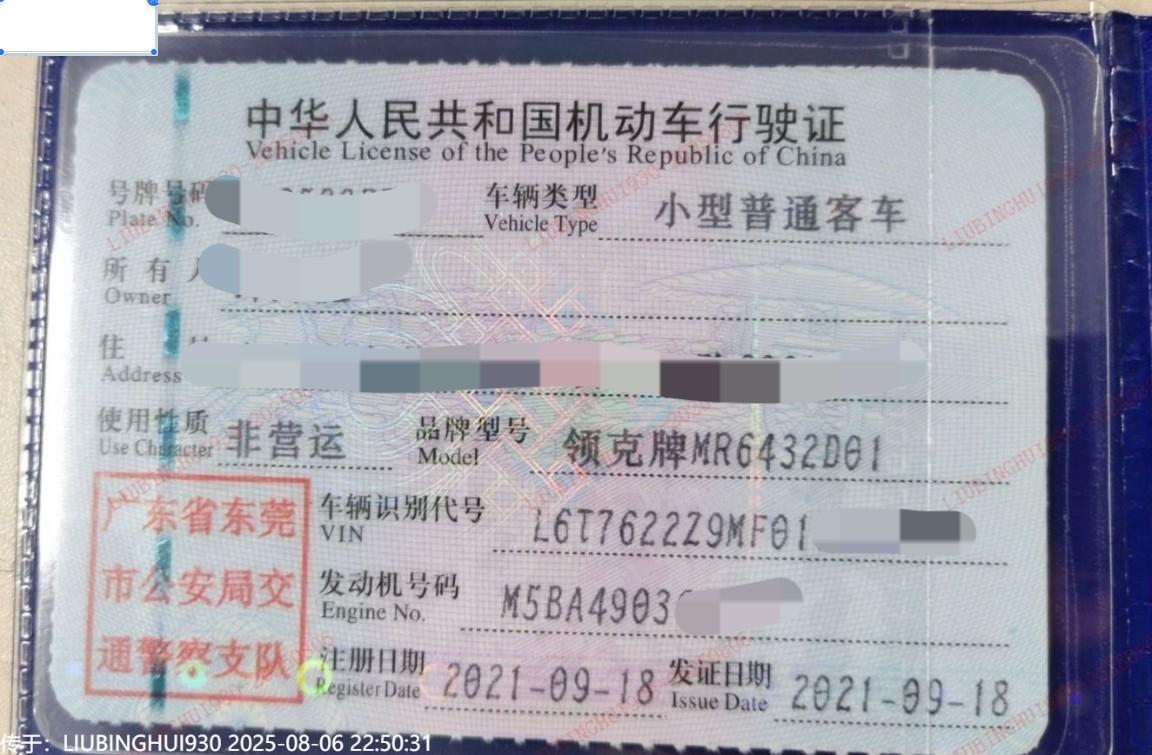 中华人民共和国机动车行驶证
Vehicle License of the People's Republic of China
号牌号码
Plate No.
车辆类型 小型普通客车
Vehicle Type
所有人
Owner
住
Address
使用性质 非营运
Use Character
品牌型号 领克牌MR6432D01
Model
车辆识别代号 L6T7622Z9MF01
VIN
发动机号码 M5BA4903
Engine No.
注册日期 2021-09-18
Register Date
发证日期 2021-09-18
Issue Date
广东省东莞
市公安局交
通警察支队
传于：LIUBINGHUI930 2025-08-06 22:50:31